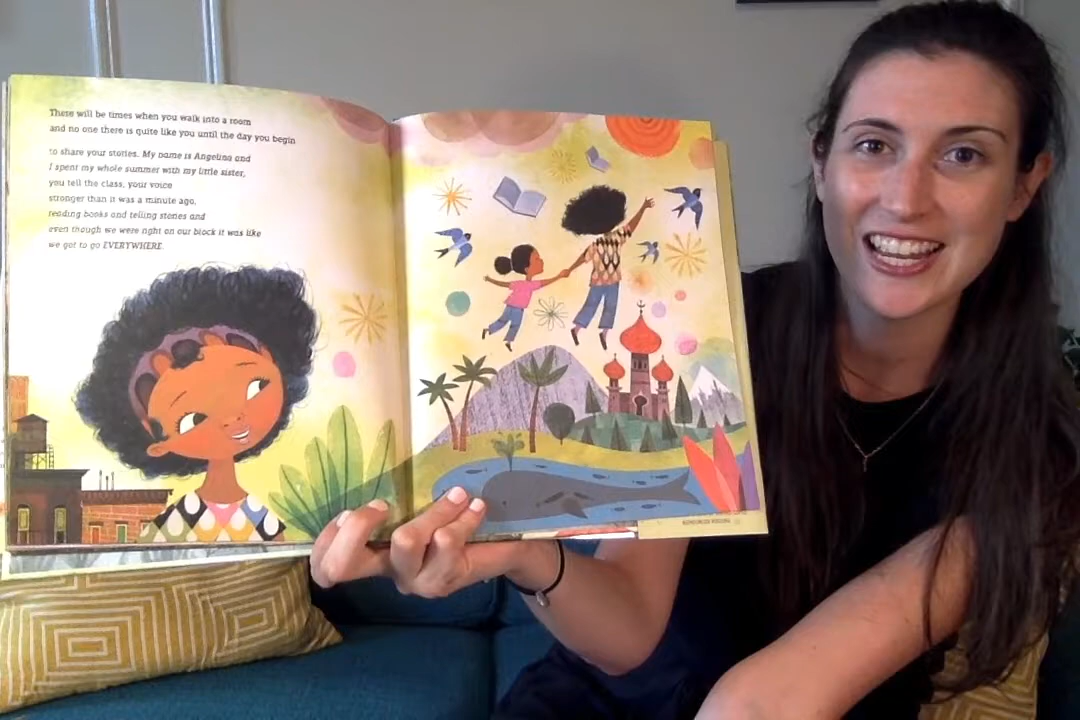 There will be times when you walk into a room
and no one there is quite like you until the day you begin
to share your stories. My name is Angelina and
I spent my whole summer with my little sister,
you tell the class, your voice
stronger than it was a minute ago,
reading books and telling stories and
even though we were right on our block it was like
we got to go EVERYWHERE.